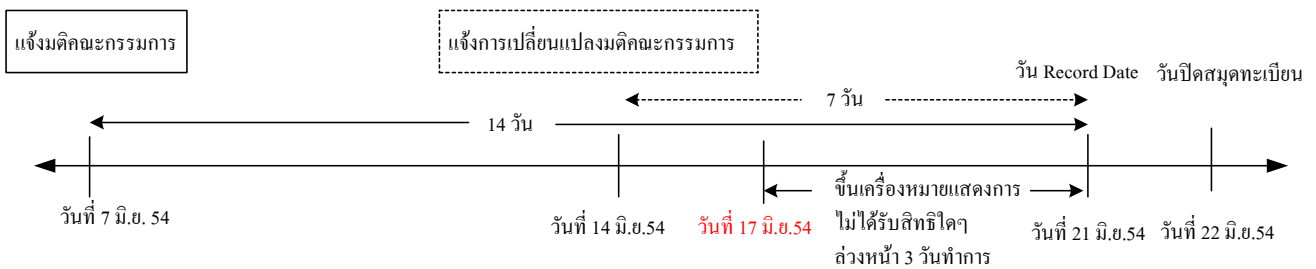 แจ้งมติคณะกรรมการ
แจ้งการเปลี่ยนแปลงมติคณะกรรมการ
วัน Record Date
วันปิดสมุดทะเบียน
7 วัน
14 วัน
วันที่ 7 มิ.ย. 54
วันที่ 14 มิ.ย.54
วันที่ 17 มิ.ย.54
ขึ้นเครื่องหมายแสดงการ
ไม่ได้รับสิทธิใดๆ
ล่วงหน้า 3 วันทำการ
วันที่ 21 มิ.ย.54
วันที่ 22 มิ.ย.54